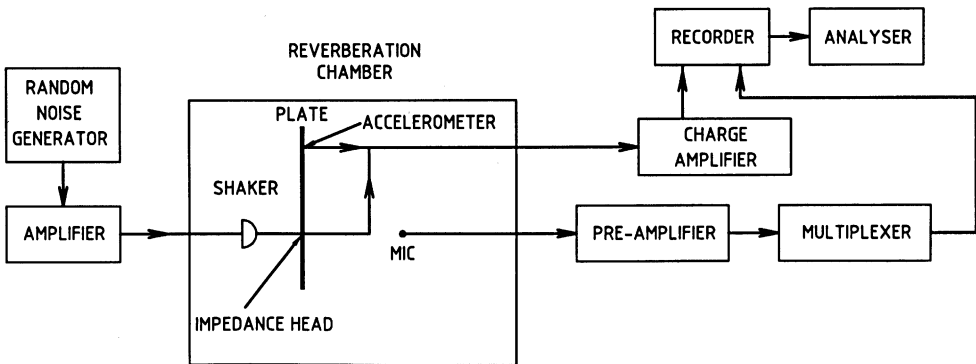 RECORDER
ANALYSER
REVERBERATION
CHAMBER
RANDOM
NOISE
GENERATOR
PLATE
ACCELEROMETER
CHARGE
AMPLIFIER
SHAKER
AMPLIFIER
MIC
PRE-AMPLIFIER
MULTIPLEXER
IMPEDANCE HEAD